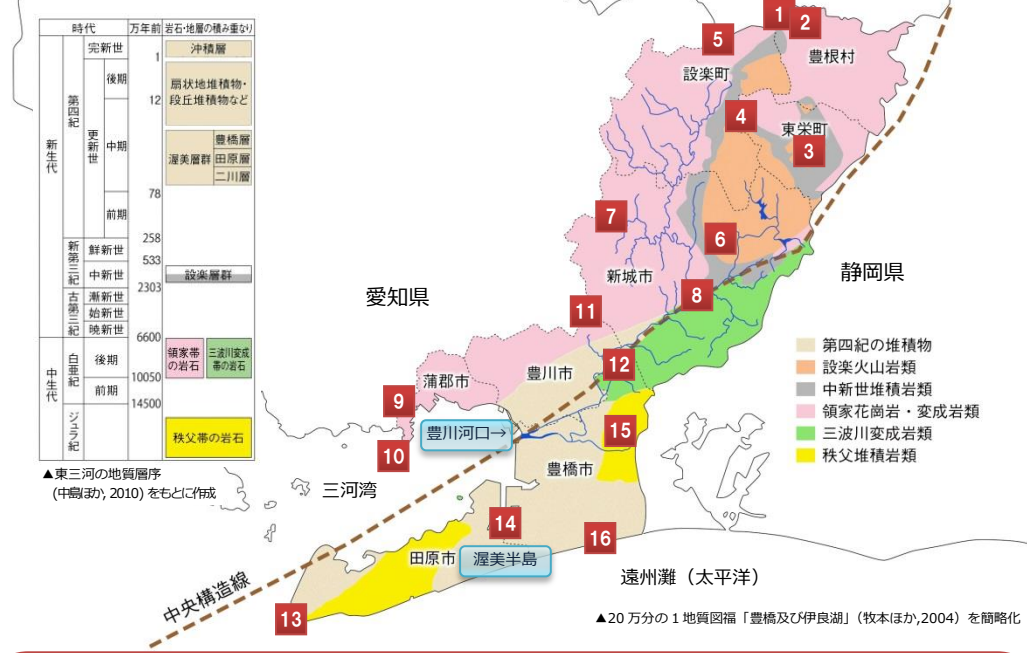 時代
万年前
岩石・地層の積み重なり
新生代
第四紀
完新世
更新世
後期
中期
前期
新第三紀
鮮新世
中新世
古第三紀
漸新世
始新世
暁新世
中生代
白亜紀
後期
前期
ジュラ紀
1
12
78
258
533
2303
6600
10050
14500
沖積層
扇状地堆積物・
段丘堆積物など
渥美層群
豊橋層
田原層
二川層
設楽層群
領家帯
の岩石
三波川変成
帯の岩石
秩父帯の岩石
▲東三河の地質層序
(中島ほか, 2010) をもとに作成
1
2
5
豊根村
設楽町
4
東栄町
3
7
6
新城市
静岡県
愛知県
8
11
12
豊川市
蒲郡市
9
豊川河口→
10
15
豊橋市
三河湾
14
16
田原市
渥美半島
13
中央構造線
遠州灘（太平洋）
第四紀の堆積物
設楽火山岩類
中新世堆積岩類
領家花崗岩・変成岩類
三波川変成岩類
秩父堆積岩類
▲20 万分の 1 地質図福「豊橋及び伊良湖」（牧本ほか,2004）を簡略化